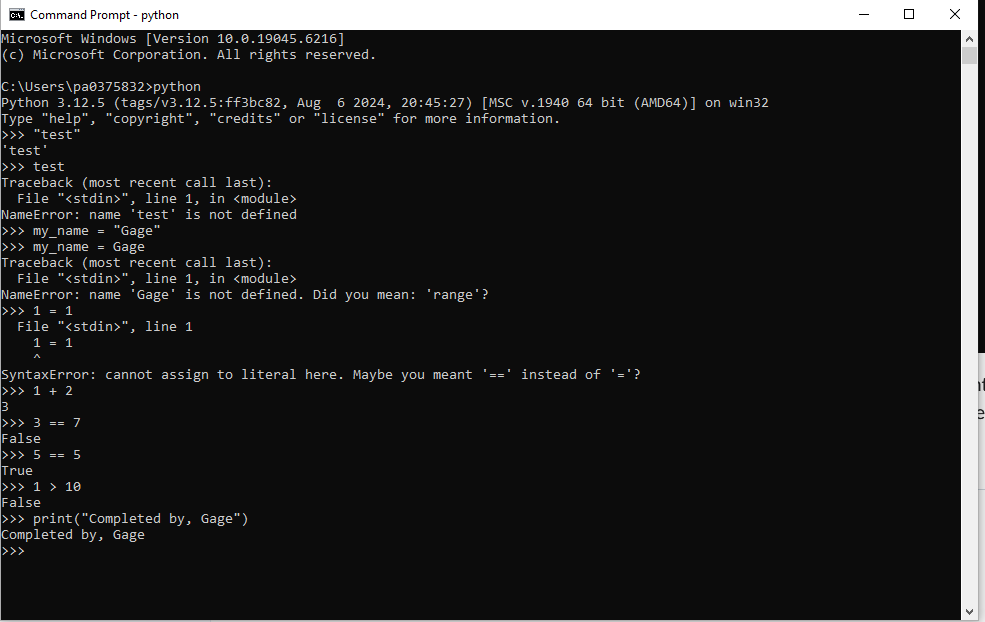 Command Prompt - python
Microsoft Windows [Version 10.0.19045.6216]
(c) Microsoft Corporation. All rights reserved.
C:\Users\pa0375832>python
Python 3.12.5 (tags/v3.12.5:ff3bc82, Aug  6 2024, 20:45:27) [MSC v.1940 64 bit (AMD64)] on win32
Type "help", "copyright", "credits" or "license" for more information.
>>> "test"
'test'
>>> test
Traceback (most recent call last):
  File "<stdin>", line 1, in <module>
NameError: name 'test' is not defined
>>> my_name = "Gage"
>>> my_name = Gage
Traceback (most recent call last):
  File "<stdin>", line 1, in <module>
NameError: name 'Gage' is not defined. Did you mean: 'range'?
>>> 1 = 1
  File "<stdin>", line 1
    1 = 1
    ^
SyntaxError: cannot assign to literal here. Maybe you meant '==' instead of '='?
>>> 1 + 2
3
>>> 3 == 7
False
>>> 5 == 5
True
>>> 1 > 10
False
>>> print("Completed by, Gage")
Completed by, Gage
>>>